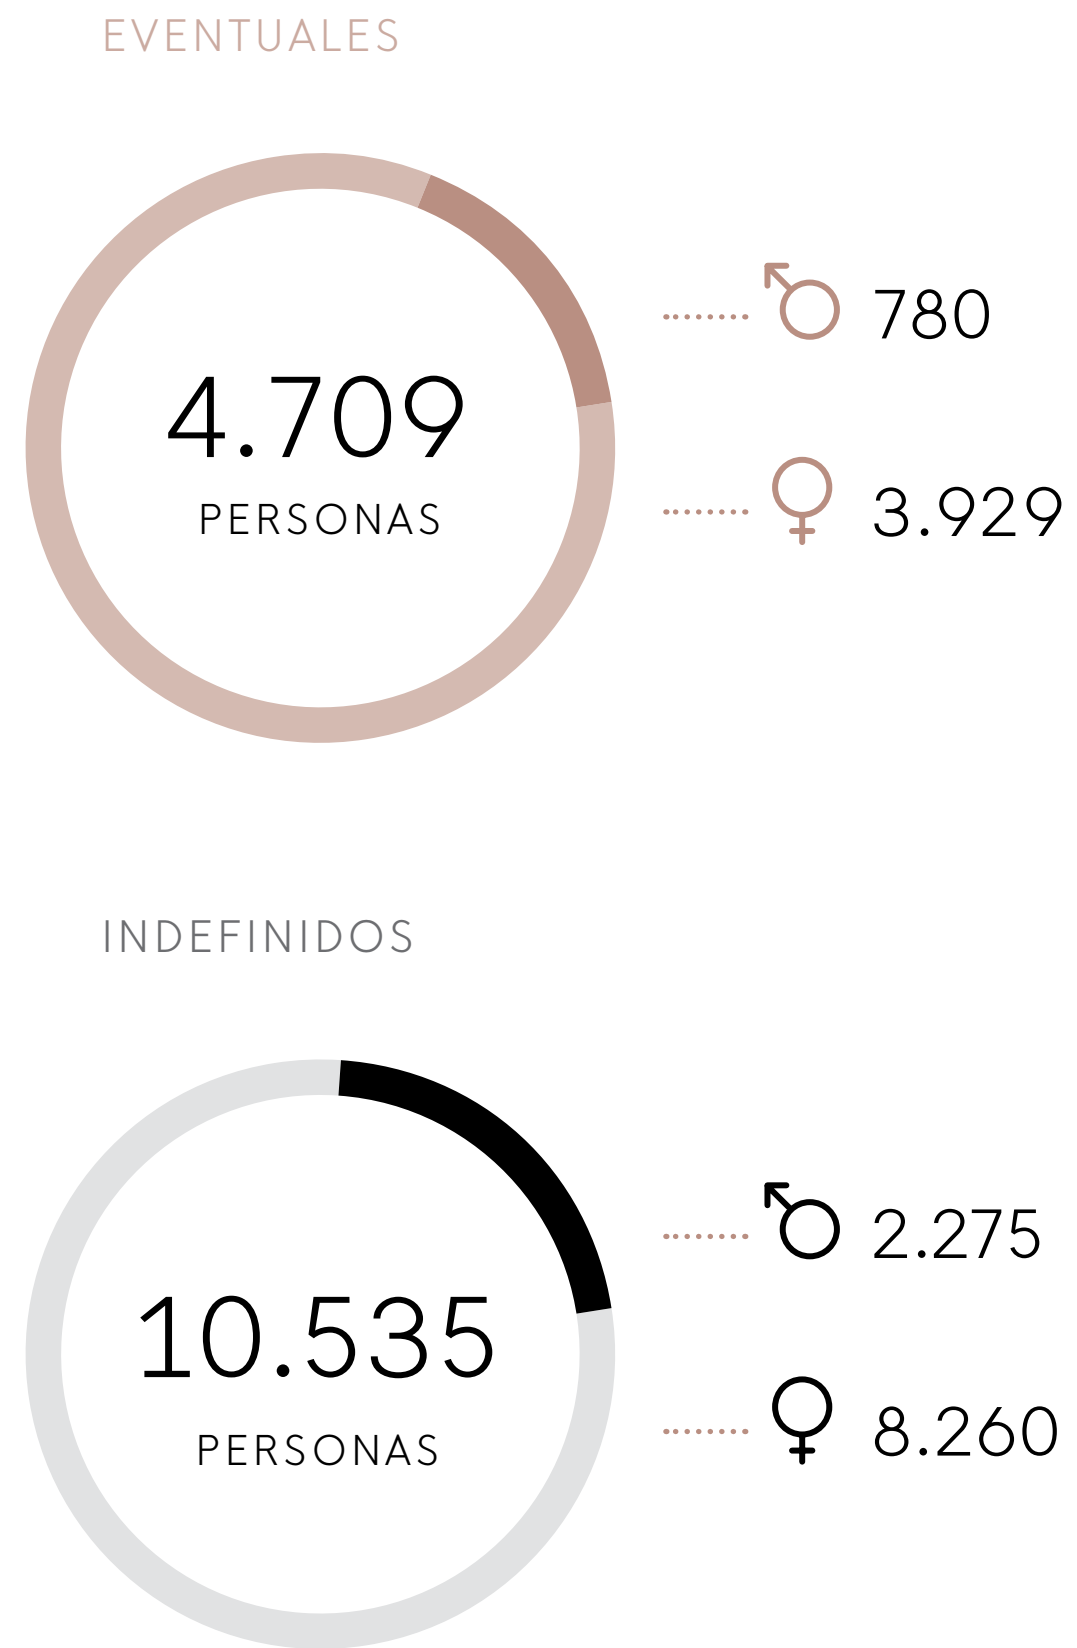 EVENTUALES
4.709
PERSONAS
780
3.929
INDEFINIDOS
10.535
PERSONAS
2.275
8.260